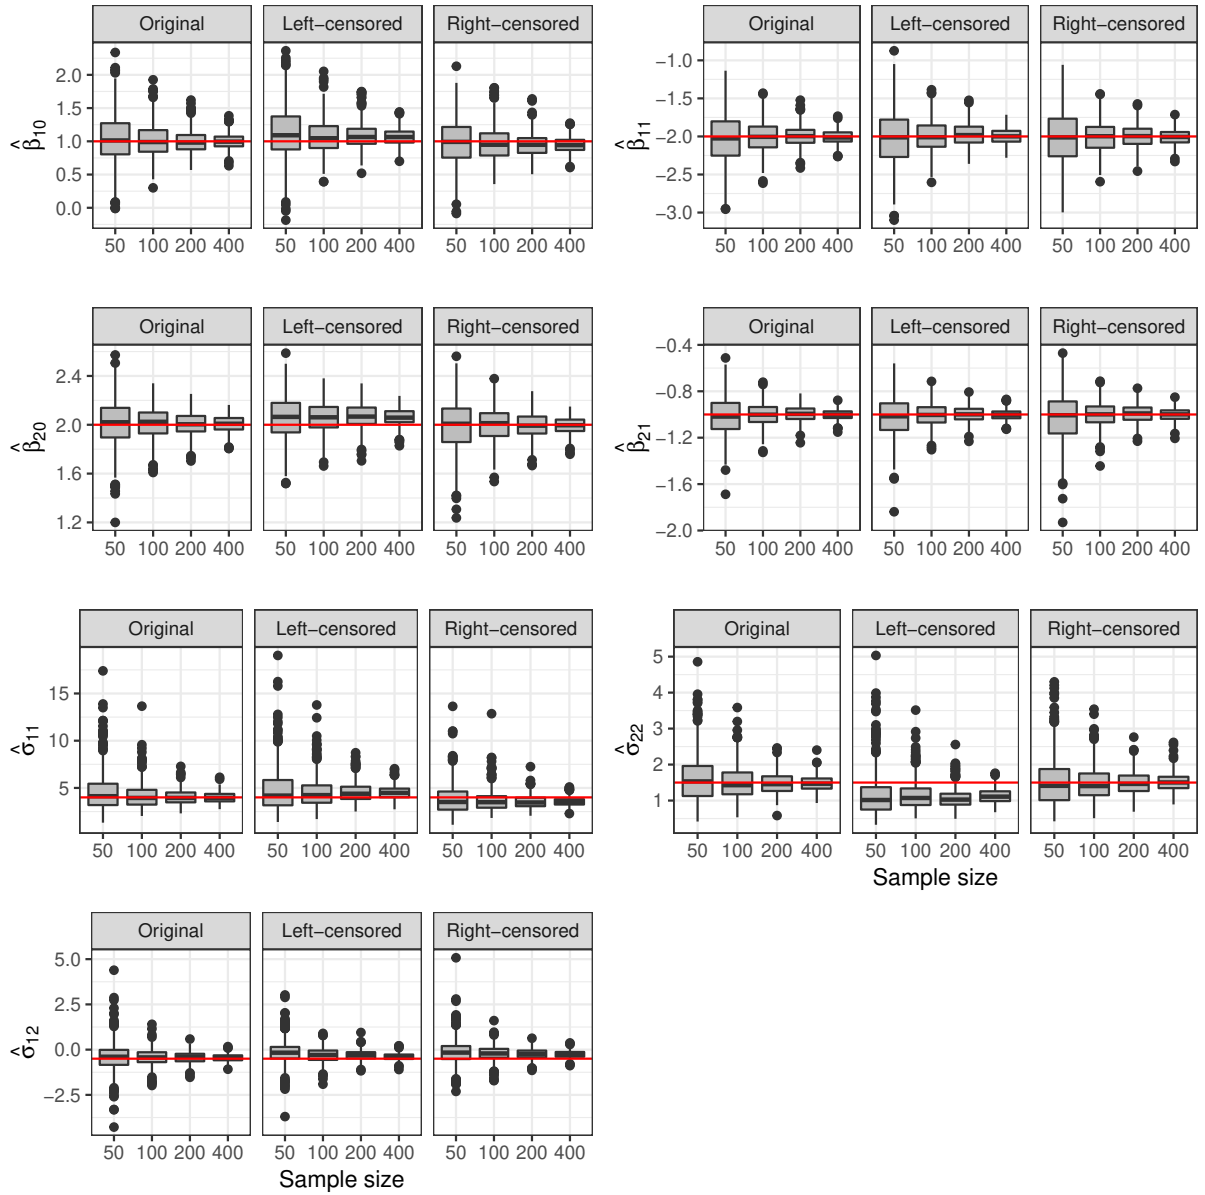 Original Left−censored Right−censored
2.0
1.5
1.0
0.5
0.0
β̂10
50 100 200 400 50 100 200 400 50 100 200 400
Original Left−censored Right−censored
−1.0
−1.5
−2.0
−2.5
−3.0
β̂11
50 100 200 400 50 100 200 400 50 100 200 400
Original Left−censored Right−censored
2.4
2.0
1.6
1.2
β̂20
50 100 200 400 50 100 200 400 50 100 200 400
Original Left−censored Right−censored
−0.4
−0.8
−1.2
−1.6
−2.0
β̂21
50 100 200 400 50 100 200 400 50 100 200 400
Original Left−censored Right−censored
15
10
5
σ̂11
50 100 200 400 50 100 200 400 50 100 200 400
Original Left−censored Right−censored
5
4
3
2
1
σ̂22
50 100 200 400 50 100 200 400 50 100 200 400
Sample size
Original Left−censored Right−censored
5.0
2.5
0.0
−2.5
σ̂12
50 100 200 400 50 100 200 400 50 100 200 400
Sample size